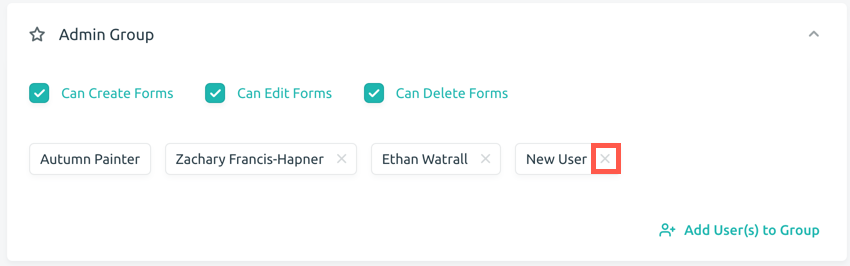 Admin Group
Can Create Forms Can Edit Forms Can Delete Forms
Autumn Painter Zachary Francis-Hapner Ethan Watrall New User
Add User(s) to Group